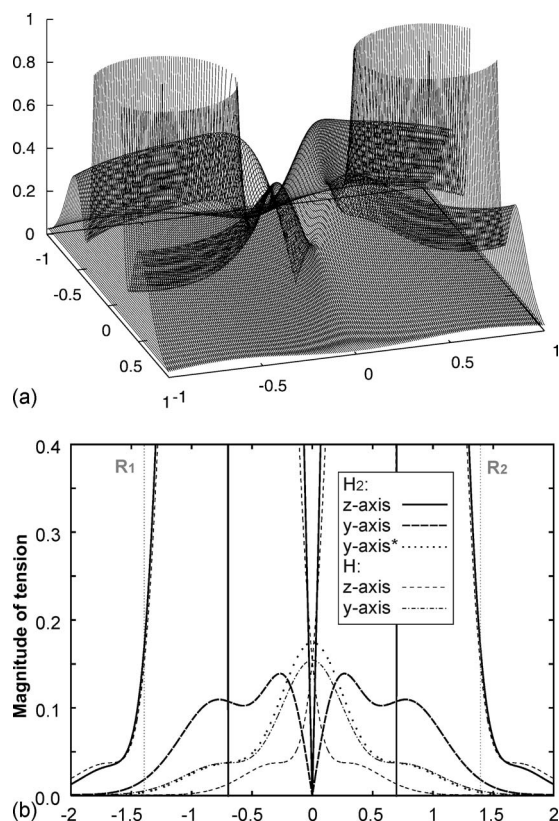 1
0.8
0.6
0.4
0.2
0
-1
-0.5
0
0.5
1
-1
-0.5
0
0.5
1
(a)
0.4
0.3
0.2
0.1
0.0
Magnitude of tension
R1
R2
H2:
z-axis
y-axis
y-axis*
H:
z-axis
y-axis
(b)
-2 -1.5 -1 -0.5 0 0.5 1 1.5 2